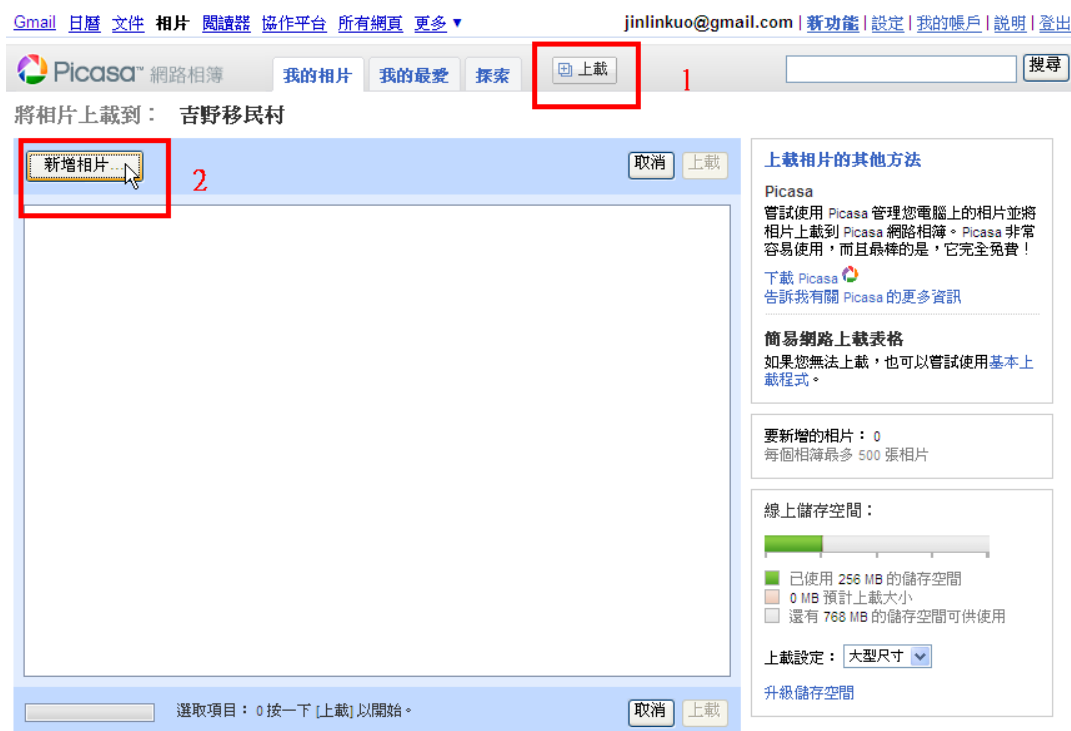 Gmail 日曆 文件 相片 閱讀器 協作平台 所有網頁 更多 ▼ jinlinkuo@gmail.com | 新功能 | 設定 | 我的帳戶 | 説明 | 登出
Picasa™ 網路相簿 我的相片 我的最愛 探索 上載 1 搜尋
將相片上載到： 吉野移民村
新增相片... 2 取消 上載
上載相片的其他方法
Picasa
嘗試使用 Picasa 管理您電腦上的相片並將
相片上載到 Picasa 網路相簿。Picasa 非常
容易使用，而且最棒的是，它完全免費！
下載 Picasa
告訴我有關 Picasa 的更多資訊
簡易網路上載表格
如果您無法上載，也可以嘗試使用基本上
載程式。
要新增的相片： 0
每個相簿最多 500 張相片
線上儲存空間：
已使用 256 MB 的儲存空間
0 MB 預計上載大小
還有 768 MB 的儲存空間可供使用
上載設定： 大型尺寸
升級儲存空間
選取項目： 0 按一下 [上載] 以開始。 取消 上載